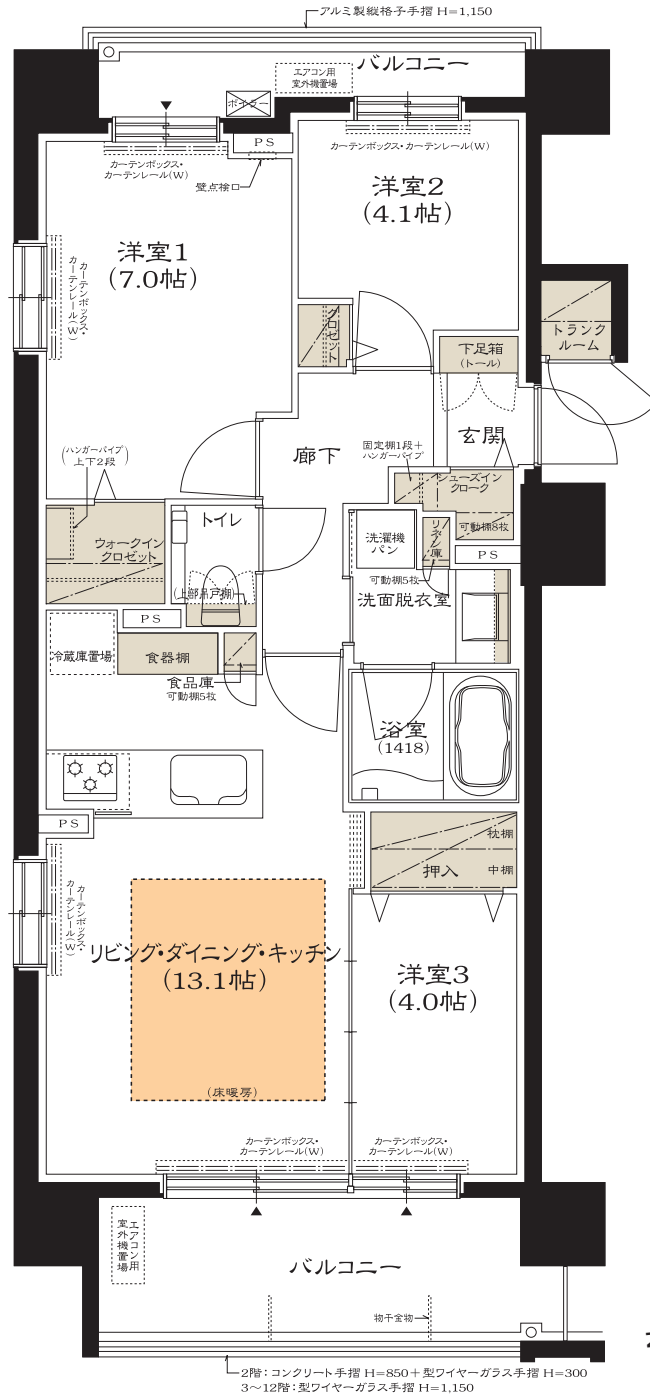 アルミ製縦格子手摺 H=1,150
バルコニー
エアコン用
室外機置場
ボイラー
PS
カーテンボックス・
カーテンレール(W)
壁点検口
カーテンボックス・カーテンレール(W)
洋室2
(4.1帖)
洋室1
(7.0帖)
カーテンボックス・
カーテンレール(W)
クロゼット
下足箱
(トール)
トランク
ルーム
玄関
廊下
固定棚1段+
ハンガーパイプ
シューズイン
クローク
可動棚8枚
(ハンガーパイプ
上下2段)
ウォークイン
クロゼット
トイレ
(上部吊戸棚)
洗濯機
パン
リネン庫
可動棚5枚
PS
洗面脱衣室
PS
冷蔵庫置場
食器棚
食品庫
可動棚5枚
浴室
(1418)
PS
枕棚
押入
中棚
カーテンボックス・
カーテンレール(W)
リビング・ダイニング・キッチン
(13.1帖)
洋室3
(4.0帖)
(床暖房)
カーテンボックス・
カーテンレール(W)
カーテンボックス・
カーテンレール(W)
エアコン用
室外機置場
バルコニー
物干金物
2階:コンクリート手摺 H=850+型ワイヤーガラス手摺 H=300
3〜12階:型ワイヤーガラス手摺 H=1,150